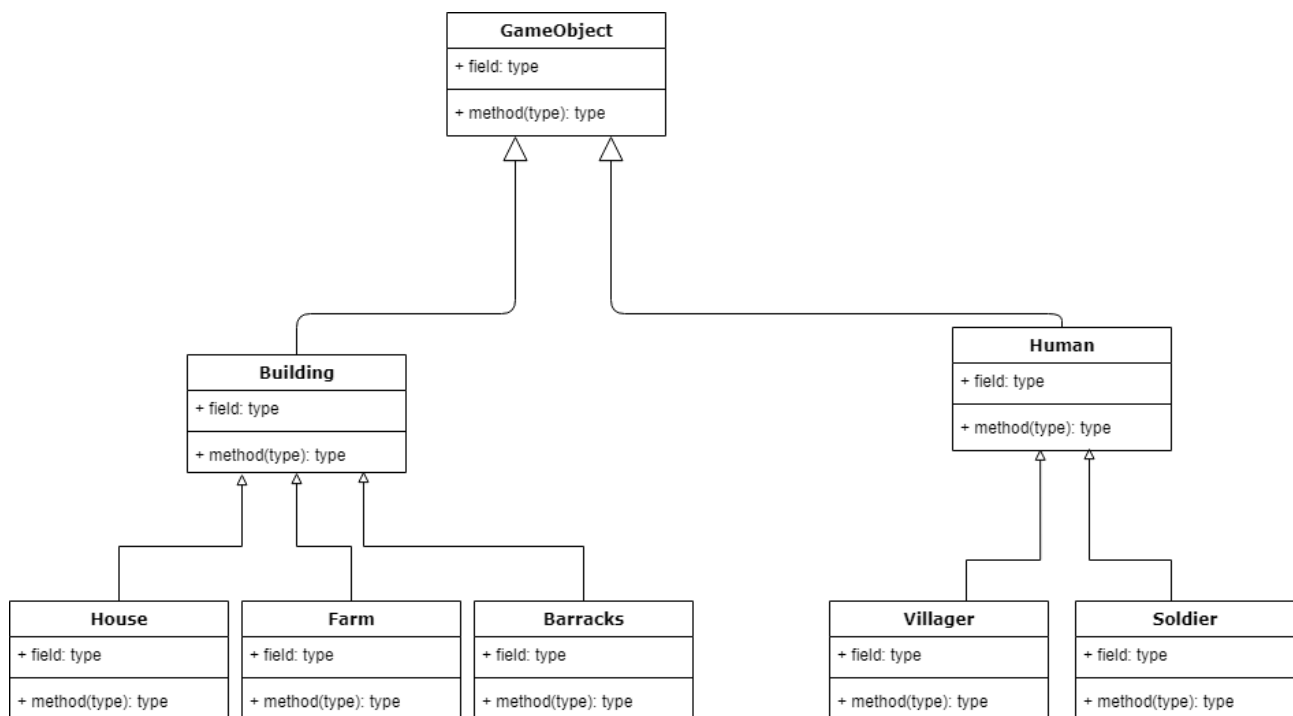 GameObject
+ field: type
+ method(type): type
Building
+ field: type
+ method(type): type
Human
+ field: type
+ method(type): type
House
+ field: type
+ method(type): type
Farm
+ field: type
+ method(type): type
Barracks
+ field: type
+ method(type): type
Villager
+ field: type
+ method(type): type
Soldier
+ field: type
+ method(type): type